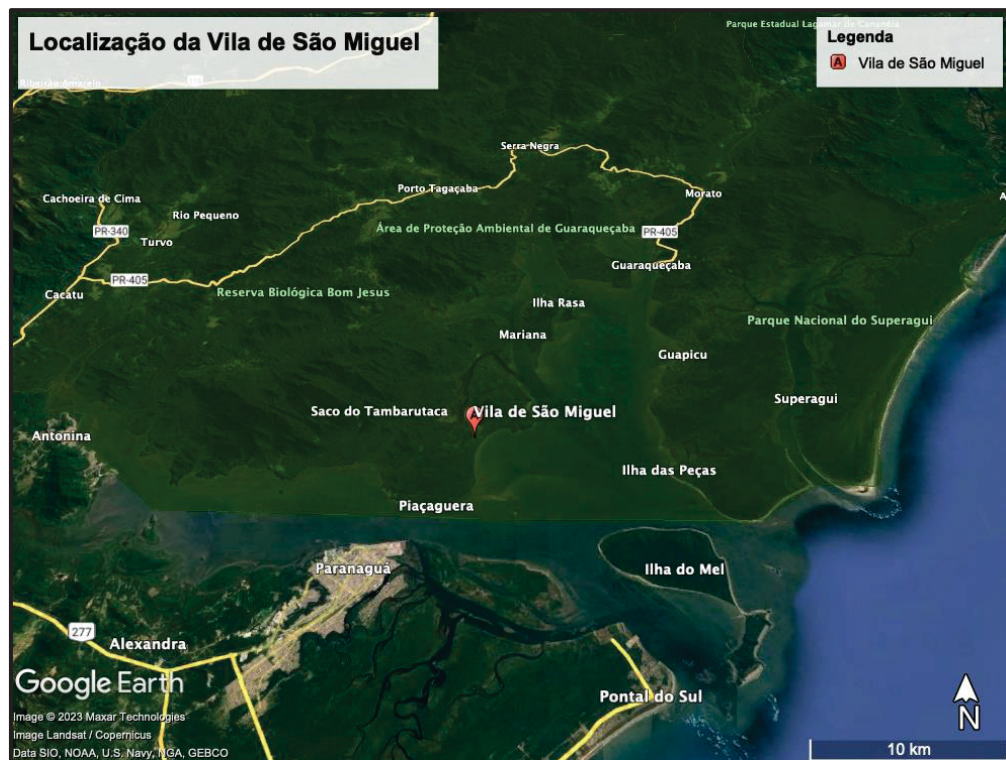 Localização da Vila de São Miguel
Parque Estadual Lagamar de Cananéia
Legenda
A Vila de São Miguel
Ribeirão Amarelo
116
Serra Negra
Porto Tagaçaba
Morato
Cachoeira de Cima
Rio Pequeno
PR-340
Turvo
Área de Proteção Ambiental de Guaraqueçaba
PR-405
Guaraqueçaba
PR-405
Cacatu
Reserva Biológica Bom Jesus
Ilha Rasa
Mariana
Parque Nacional do Superagui
Guapicu
Superagui
Saco do Tambarutaca
A Vila de São Miguel
Antonina
Ilha das Peças
Piaçaguera
Paranaguá
Ilha do Mel
277
Alexandra
Google Earth
Pontal do Sul
Image © 2023 Maxar Technologies
Image Landsat / Copernicus
Data SIO, NOAA, U.S. Navy, NGA, GEBCO
N
10 km